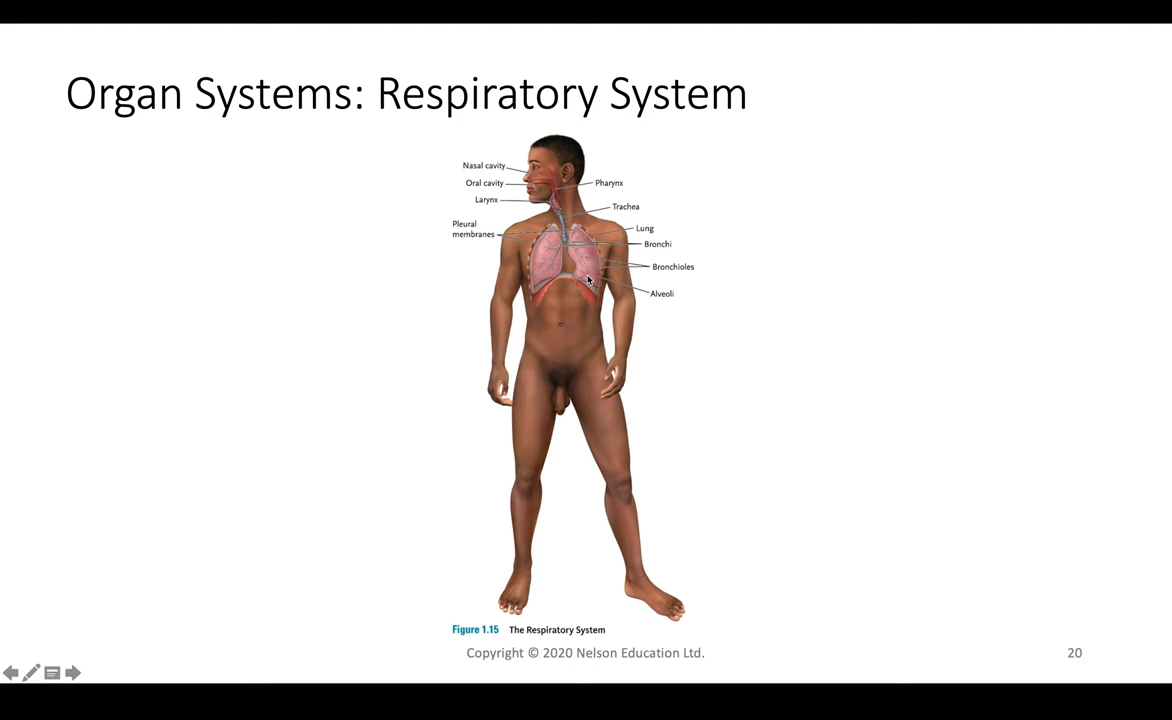 Organ Systems: Respiratory System
Nasal cavity
Oral cavity
Larynx
Pleural
membranes
Pharynx
Trachea
Lung
Bronchi
Bronchioles
Alveoli
Figure 1.15 The Respiratory System
Copyright © 2020 Nelson Education Ltd.
20